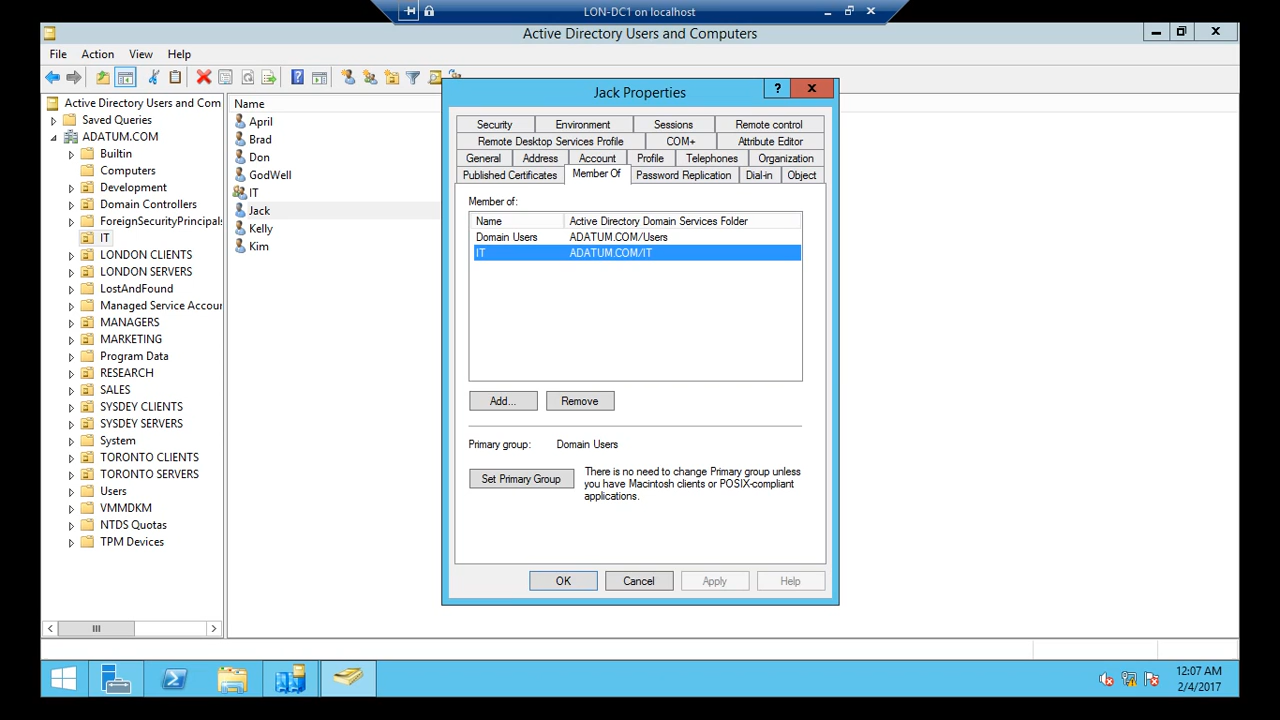 LON-DC1 on localhost
Active Directory Users and Computers
File Action View Help
Active Directory Users and Com
Saved Queries
ADATUM.COM
Builtin
Computers
Development
Domain Controllers
ForeignSecurityPrincipals
IT
LONDON CLIENTS
LONDON SERVERS
LostAndFound
Managed Service Accour
MANAGERS
MARKETING
Program Data
RESEARCH
SALES
SYSDEY CLIENTS
SYSDEY SERVERS
System
TORONTO CLIENTS
TORONTO SERVERS
Users
VMMDKM
NTDS Quotas
TPM Devices
Name
April
Brad
Don
GodWell
IT
Jack
Kelly
Kim
Jack Properties
Security Environment Sessions Remote control
Remote Desktop Services Profile COM+ Attribute Editor
General Address Account Profile Telephones Organization
Published Certificates Member Of Password Replication Dial-in Object
Member of:
Name Active Directory Domain Services Folder
Domain Users ADATUM.COM/Users
IT ADATUM.COM/IT
Add... Remove
Primary group: Domain Users
Set Primary Group
There is no need to change Primary group unless
you have Macintosh clients or POSIX-compliant
applications.
OK Cancel Apply Help
12:07 AM
2/4/2017